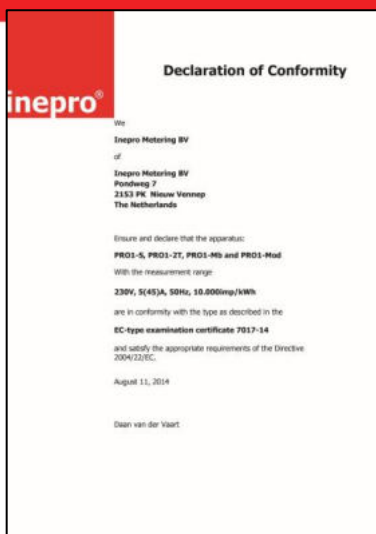 Declaration of Conformity
inepro®
We
Inepro Metering BV
of
Inepro Metering BV
Pondweg 7
2153 PK Nieuw Vennep
The Netherlands
Ensure and declare that the apparatus:
PRO1-S, PRO1-2T, PRO1-Mb and PRO1-Mod
With the measurement range
230V, 5(45)A, 50Hz, 10.000imp/kWh
are in conformity with the type as described in the
EC-type examination certificate 7017-14
and satisfy the appropriate requirements of the Directive
2004/22/EC.
August 11, 2014
Daan van der Vaart